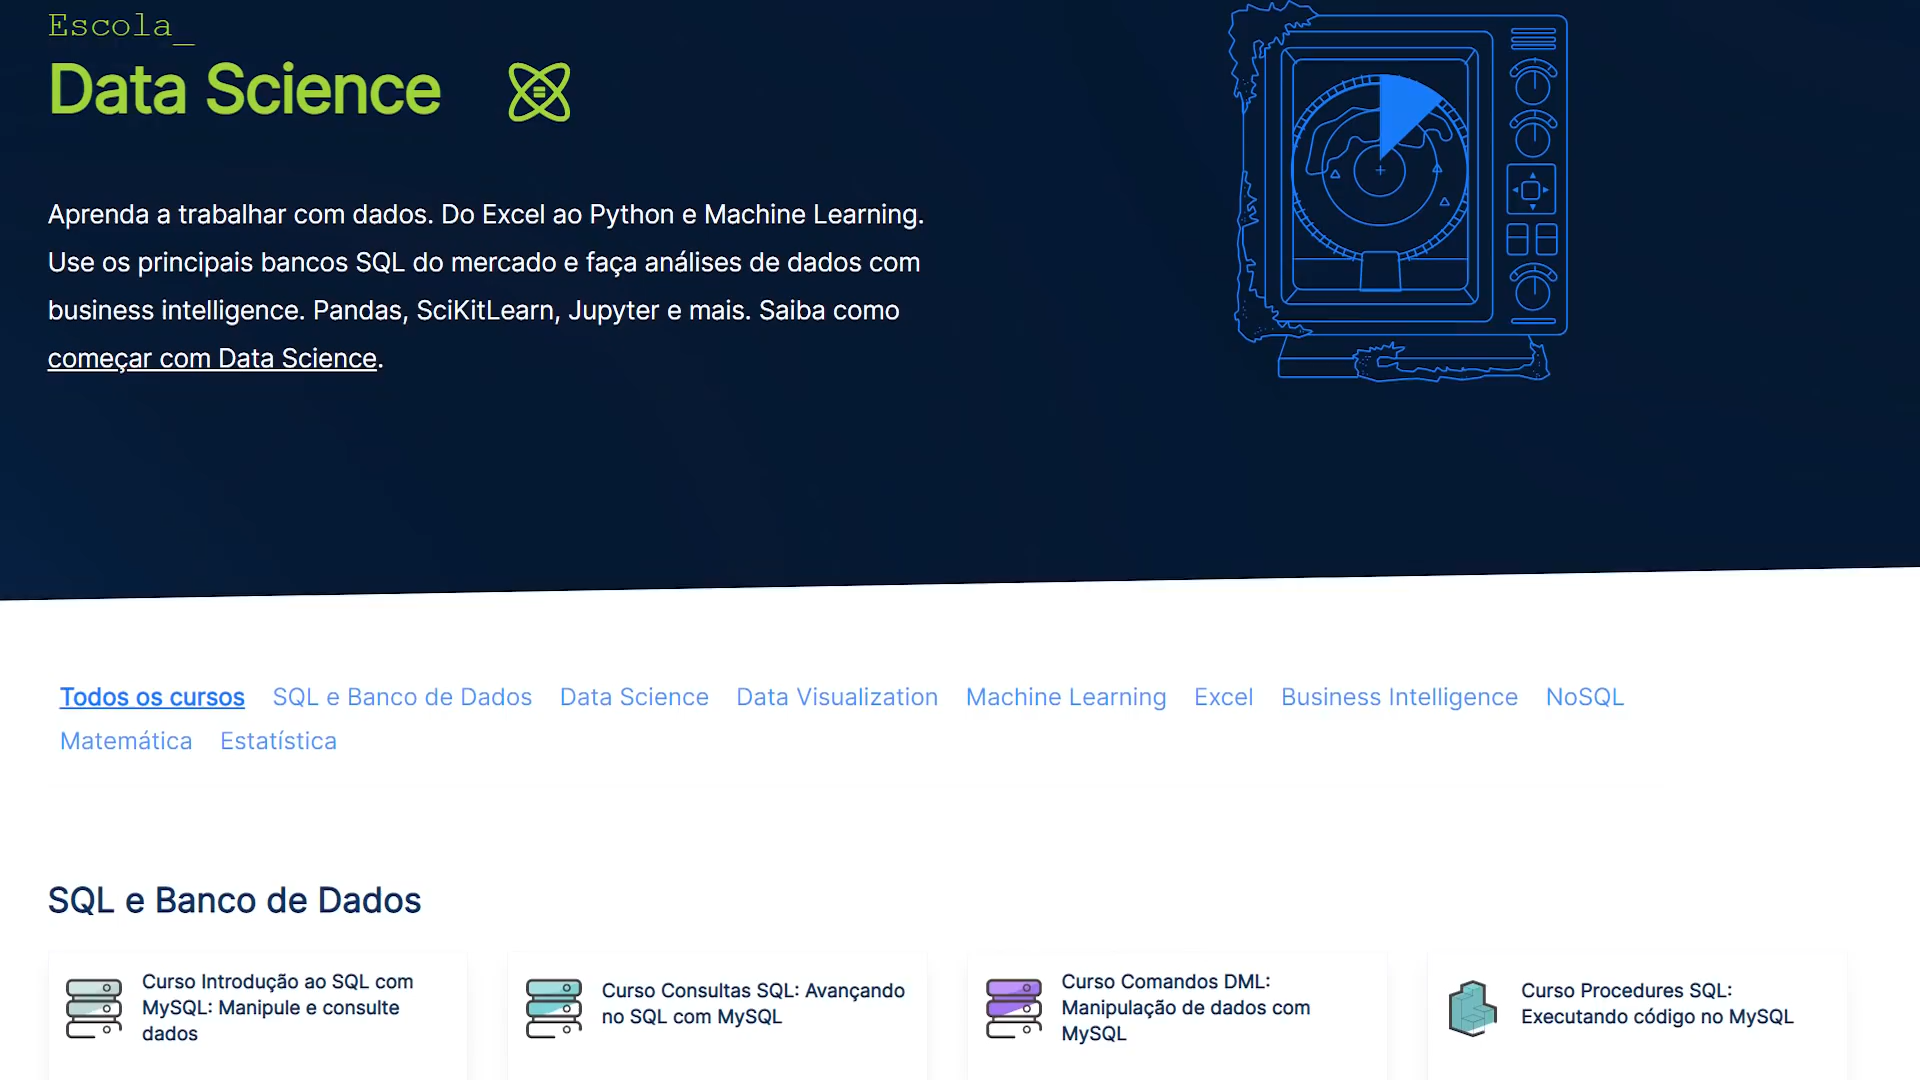 Escola_
Data Science
Aprenda a trabalhar com dados. Do Excel ao Python e Machine Learning.
Use os principais bancos SQL do mercado e faça análises de dados com
business intelligence. Pandas, SciKitLearn, Jupyter e mais. Saiba como
começar com Data Science.
Todos os cursos SQL e Banco de Dados Data Science Data Visualization Machine Learning Excel Business Intelligence NoSQL
Matemática Estatística
SQL e Banco de Dados
Curso Introdução ao SQL com
MySQL: Manipule e consulte
dados
Curso Consultas SQL: Avançando
no SQL com MySQL
Curso Comandos DML:
Manipulação de dados com
MySQL
Curso Procedures SQL:
Executando código no MySQL